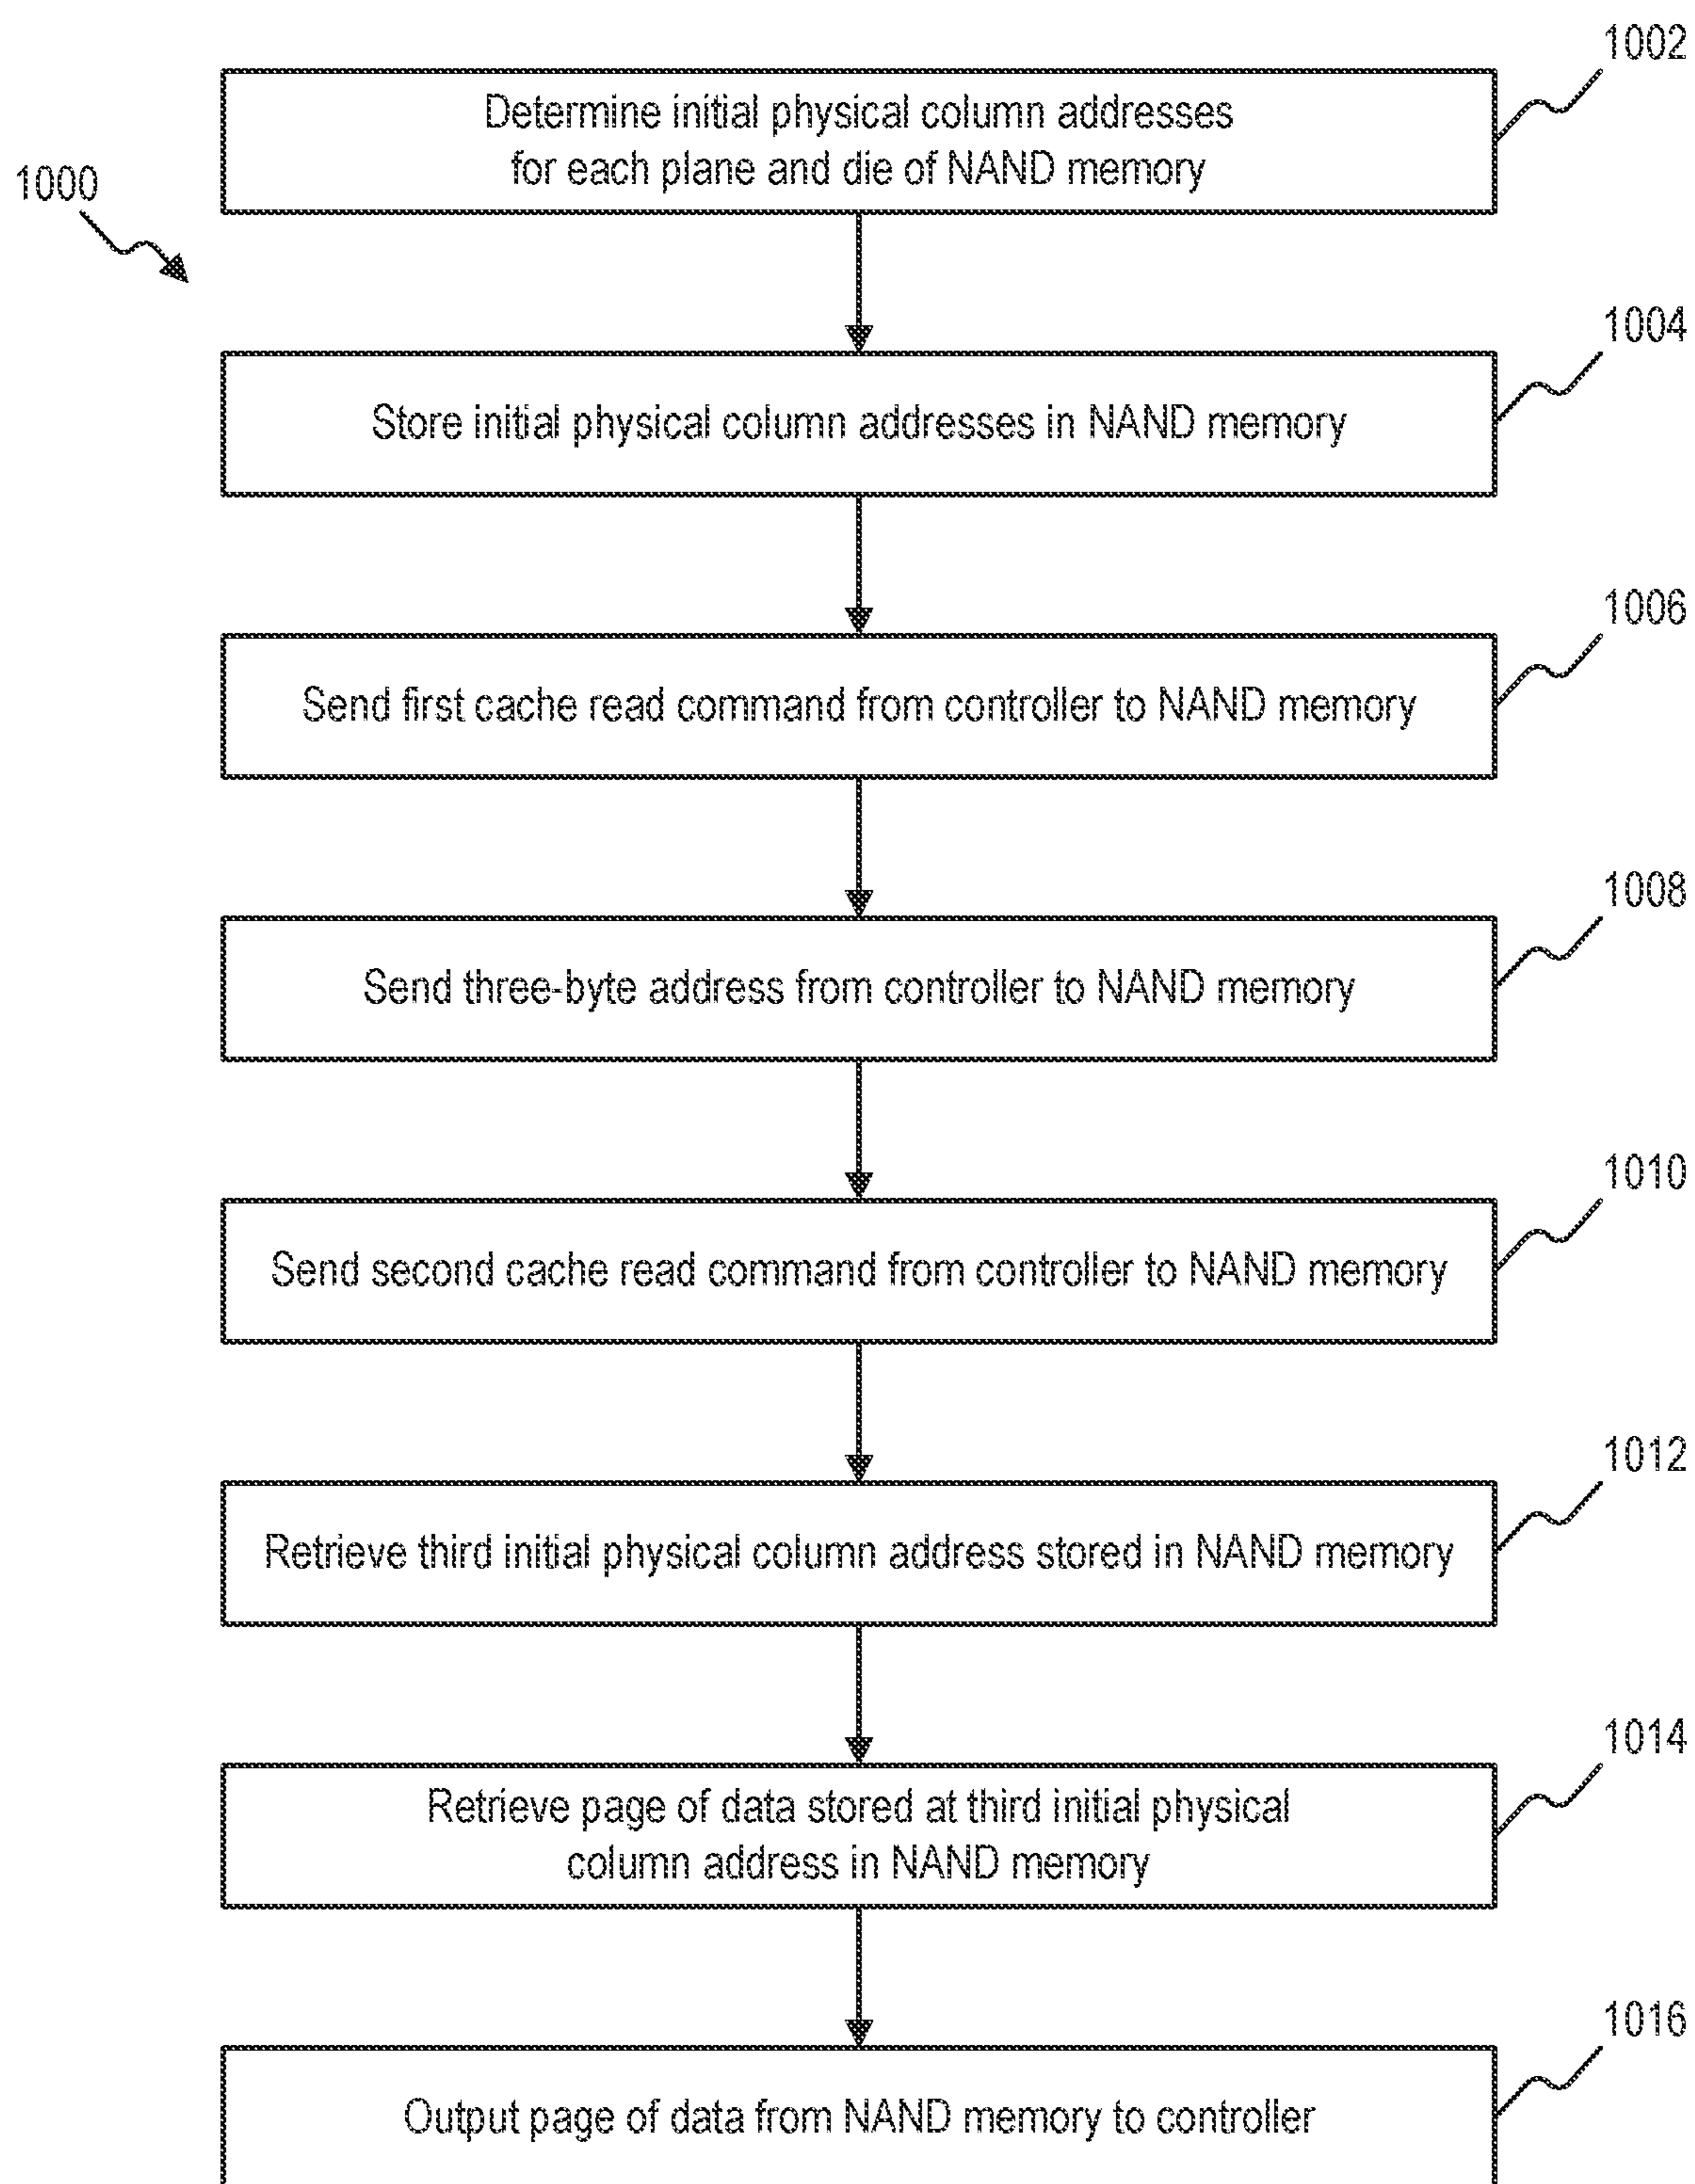 1002
Determine initial physical column addresses
for each plane and die of NAND memory
1000
1004
Store initial physical column addresses in NAND memory
1006
Send first cache read command from controller to NAND memory
1008
Send three-byte address from controller to NAND memory
1010
Send second cache read command from controller to NAND memory
1012
Retrieve third initial physical column address stored in NAND memory
1014
Retrieve page of data stored at third initial physical
column address in NAND memory
1016
Output page of data from NAND memory to controller